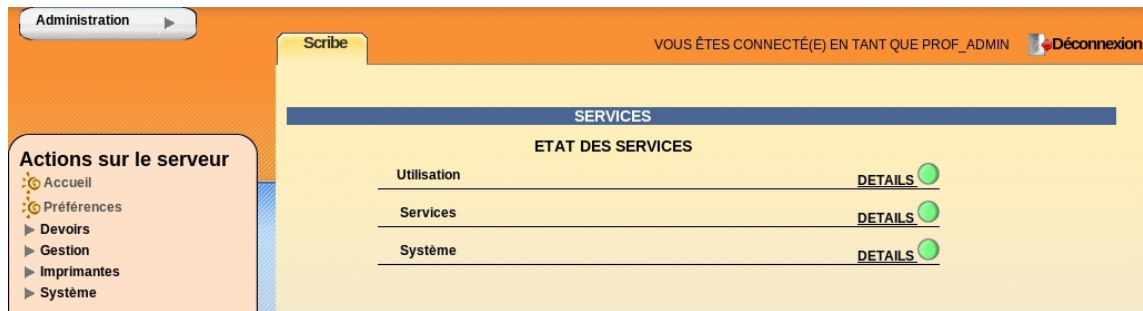 Administration
Scribe
VOUS ÊTES CONNECTÉ(E) EN TANT QUE PROF_ADMIN
Déconnexion
SERVICES
ETAT DES SERVICES
Utilisation DETAILS
Services DETAILS
Système DETAILS
Actions sur le serveur
Accueil
Préférences
Devoirs
Gestion
Imprimantes
Système